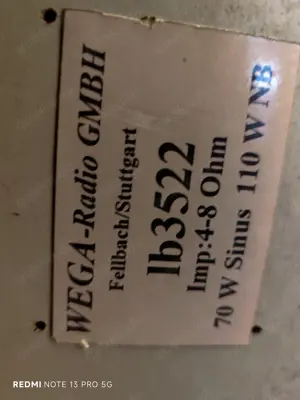 WEGA-Radio GMBH
Fellbach/Stuttgart
lb3522
Imp:4-8 Ohm
70 W Sinus 110 W NB
REDMI NOTE 13 PRO 5G